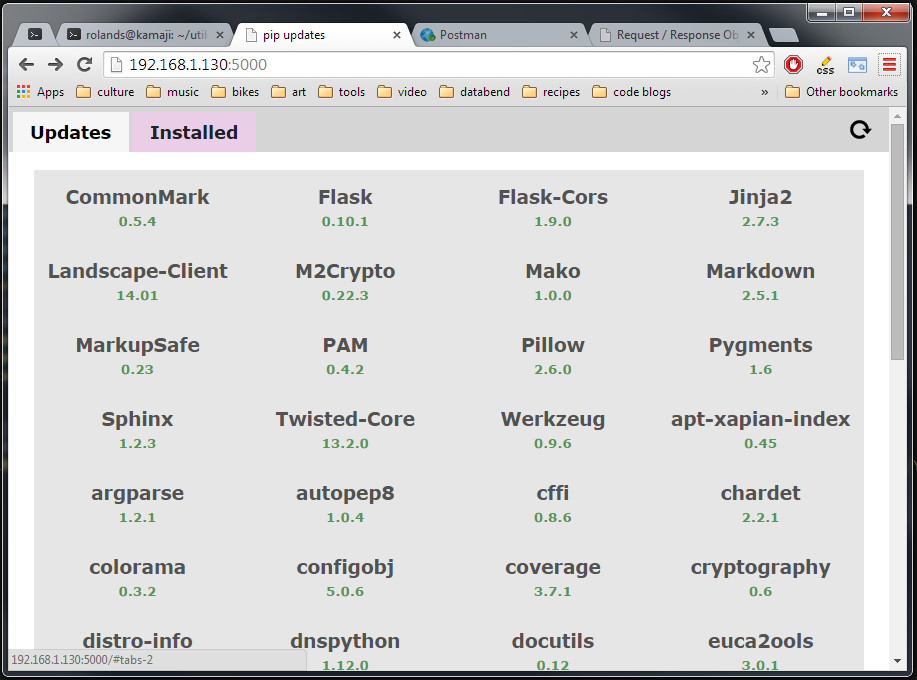 rolands@kamaji: ~/util
pip updates
Postman
Request / Response Ob
192.168.1.130:5000
css
Apps culture music bikes art tools video databend recipes code blogs » Other bookmarks
Updates Installed
CommonMark Flask Flask-Cors Jinja2
0.5.4 0.10.1 1.9.0 2.7.3
Landscape-Client M2Crypto Mako Markdown
14.01 0.22.3 1.0.0 2.5.1
MarkupSafe PAM Pillow Pygments
0.23 0.4.2 2.6.0 1.6
Sphinx Twisted-Core Werkzeug apt-xapian-index
1.2.3 13.2.0 0.9.6 0.45
argparse autopep8 cffi chardet
1.2.1 1.0.4 0.8.6 2.2.1
colorama configobj coverage cryptography
0.3.2 5.0.6 3.7.1 0.6
distro-info dnspython docutils euca2ools
1.12.0 0.12 3.0.1
192.168.1.130:5000/#tabs-2